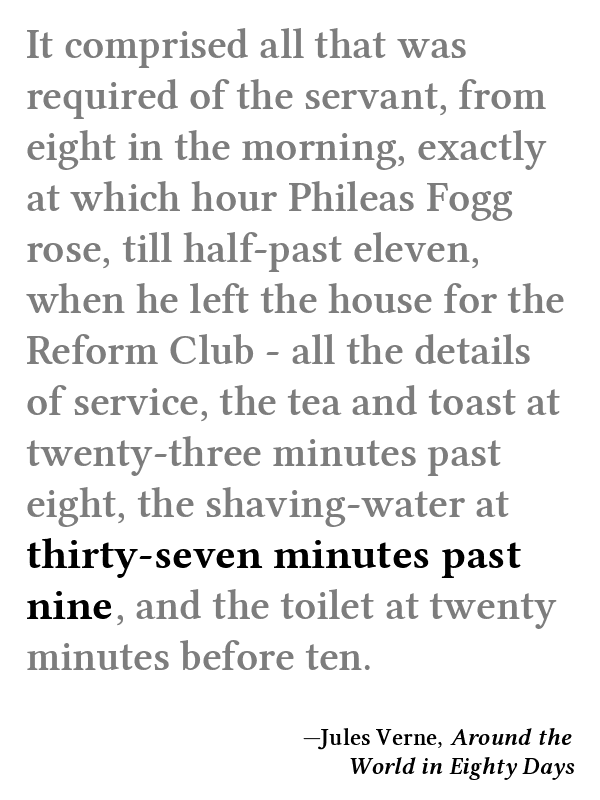 It comprised all that was
required of the servant, from
eight in the morning, exactly
at which hour Phileas Fogg
rose, till half-past eleven,
when he left the house for the
Reform Club - all the details
of service, the tea and toast at
twenty-three minutes past
eight, the shaving-water at
thirty-seven minutes past
nine, and the toilet at twenty
minutes before ten.
—Jules Verne, Around the
World in Eighty Days